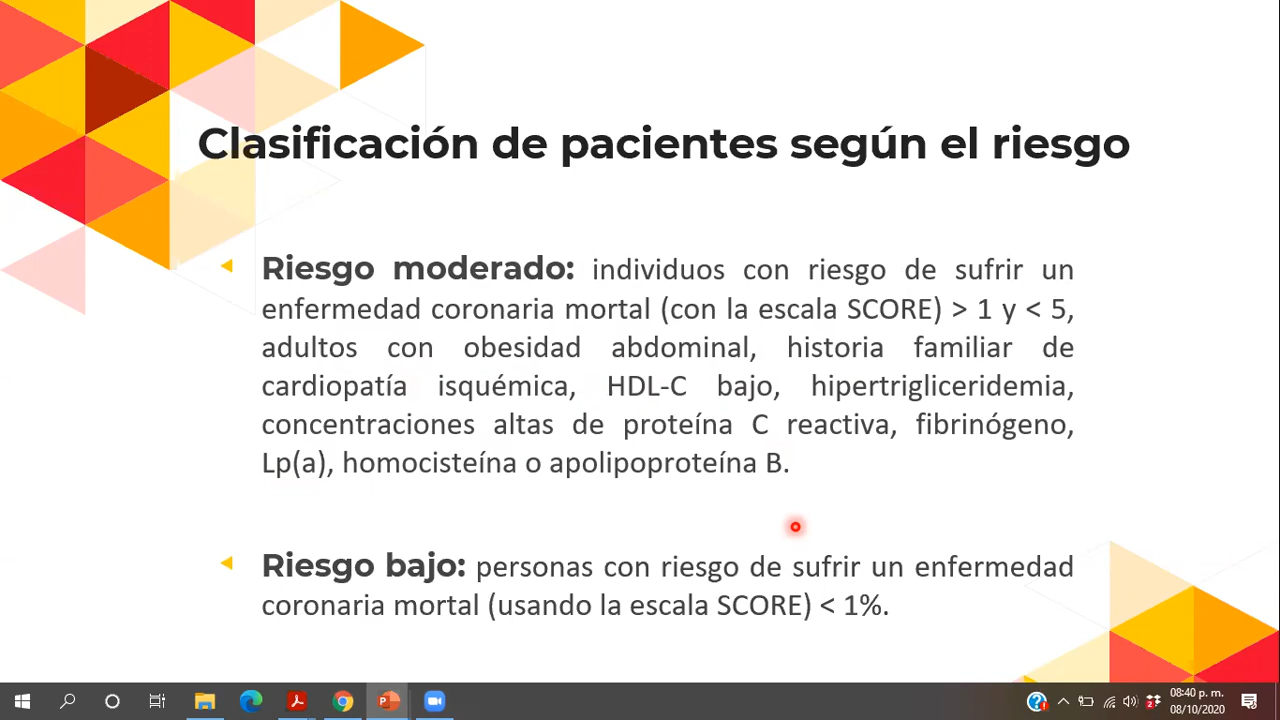 Clasificación de pacientes según el riesgo
Riesgo moderado: individuos con riesgo de sufrir un
enfermedad coronaria mortal (con la escala SCORE) > 1 y < 5,
adultos con obesidad abdominal, historia familiar de
cardiopatía isquémica, HDL-C bajo, hipertrigliceridemia,
concentraciones altas de proteína C reactiva, fibrinógeno,
Lp(a), homocisteína o apolipoproteína B.
Riesgo bajo: personas con riesgo de sufrir un enfermedad
coronaria mortal (usando la escala SCORE) < 1%.
08:40 p. m.
08/10/2020